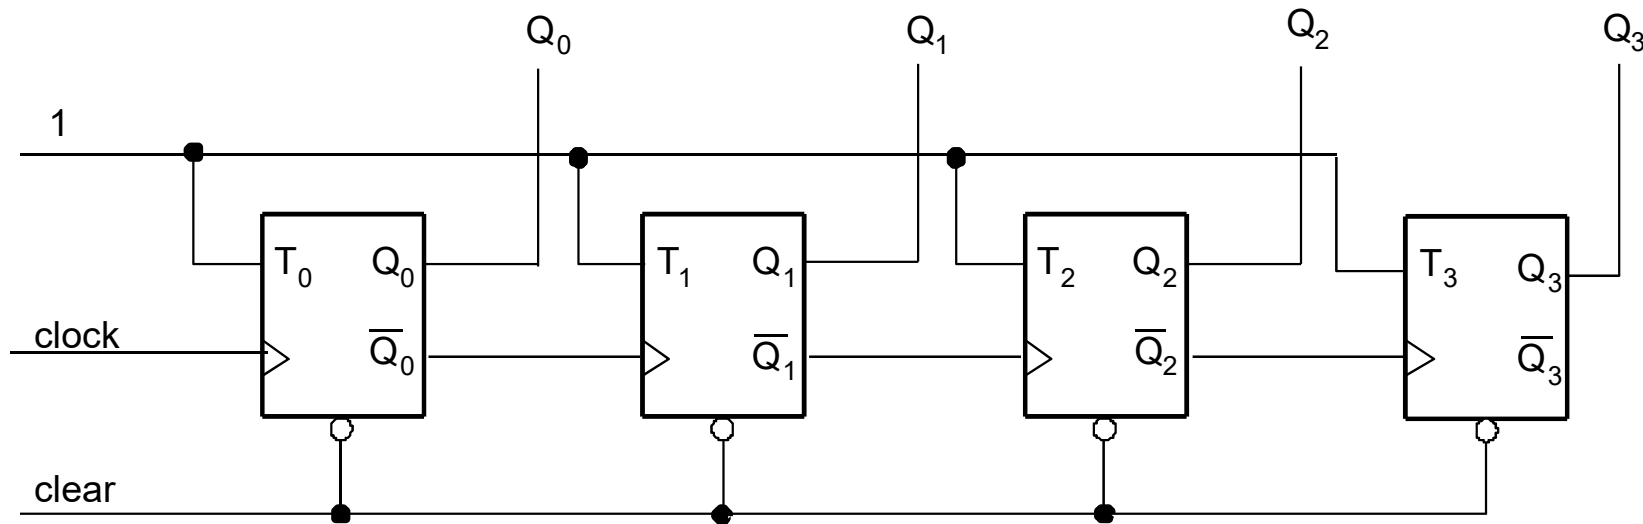 Q₀ Q₁ Q₂ Q₃
1
T₀ Q₀ T₁ Q₁ T₂ Q₂ T₃ Q₃
clock Q̅₀ Q̅₁ Q̅₂ Q̅₃
clear